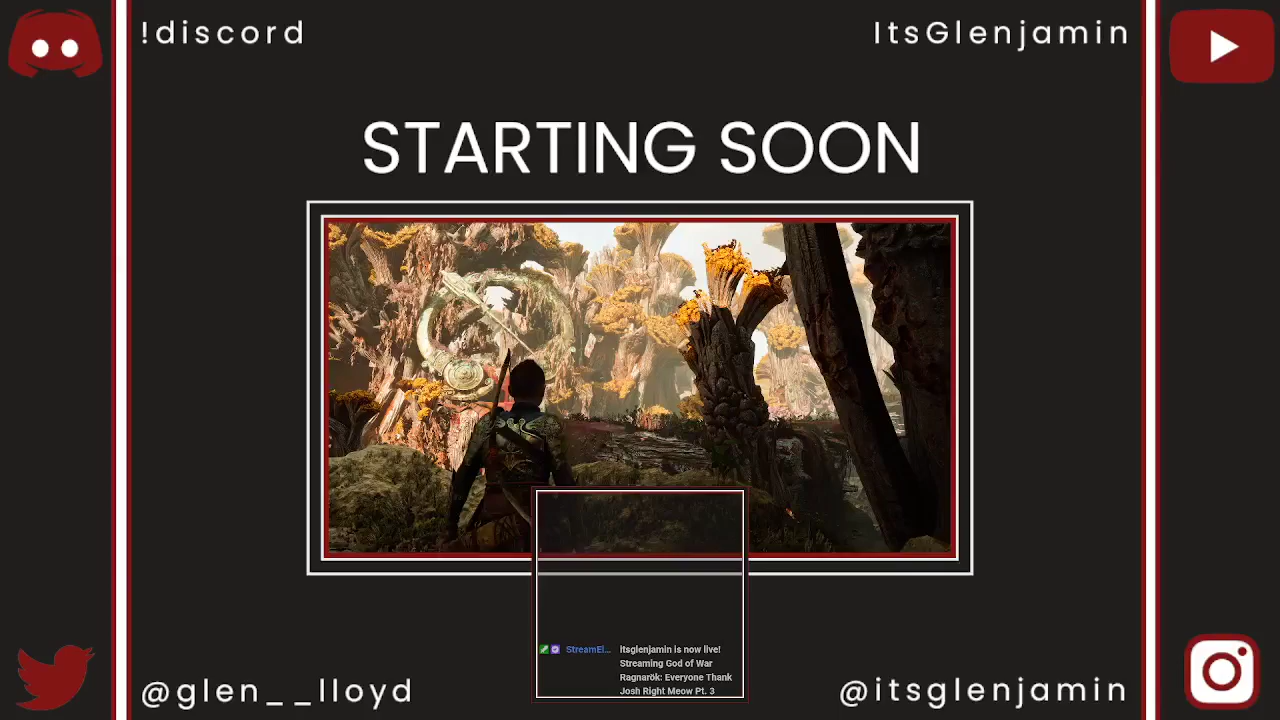 !discord
ItsGlenjamin
STARTING SOON
StreamEl... Itsglenjamin is now live!
Streaming God of War
Ragnarök: Everyone Thank
Josh Right Meow Pt. 3
@glen__lloyd
@itsglenjamin